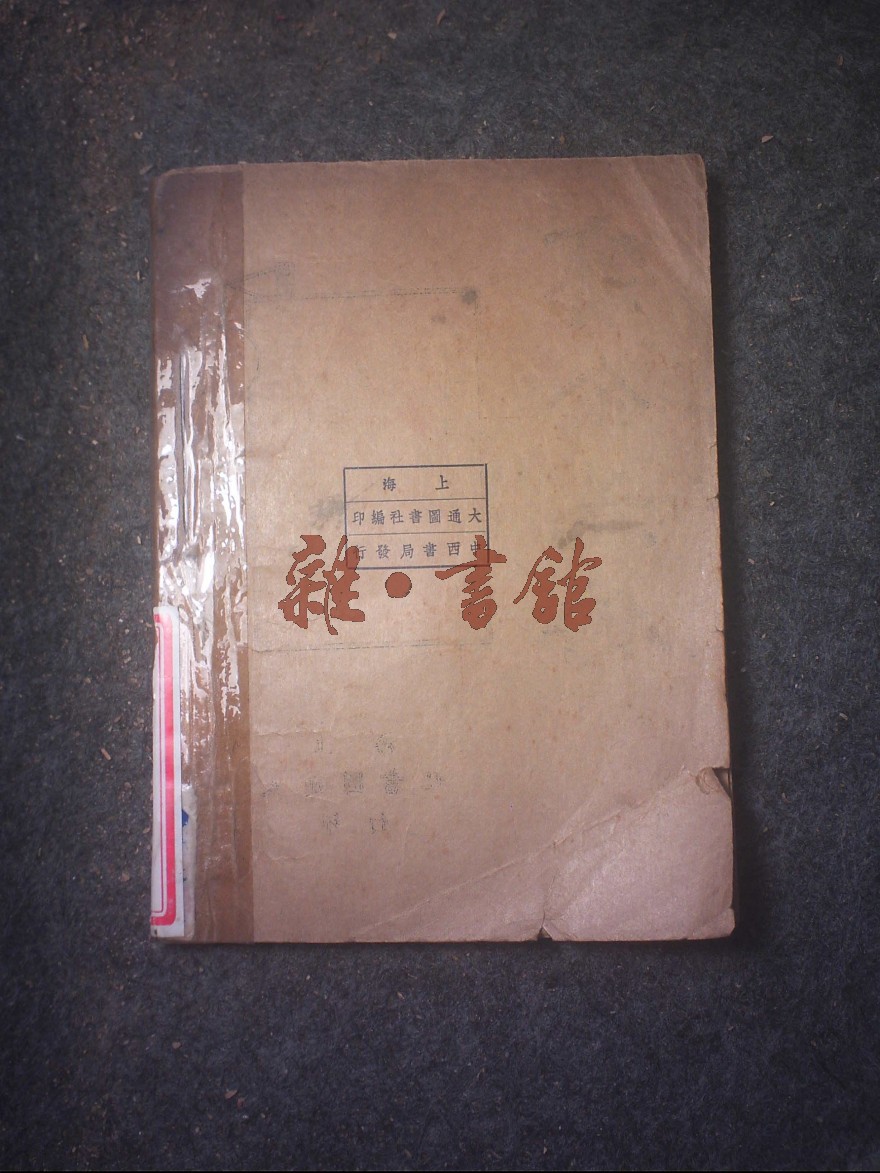 上海
大通圖書社編印
中西書局發行
雜·書館